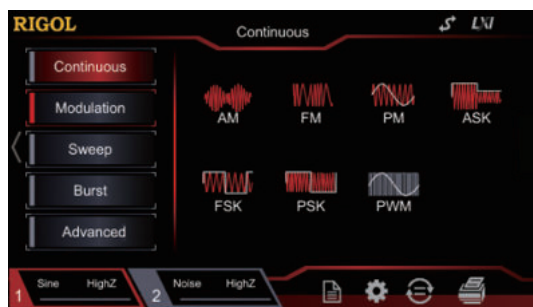 RIGOL
Continuous
LXI
Continuous
Modulation
Sweep
Burst
Advanced
AM
FM
PM
ASK
FSK
PSK
PWM
1 Sine HighZ
2 Noise HighZ